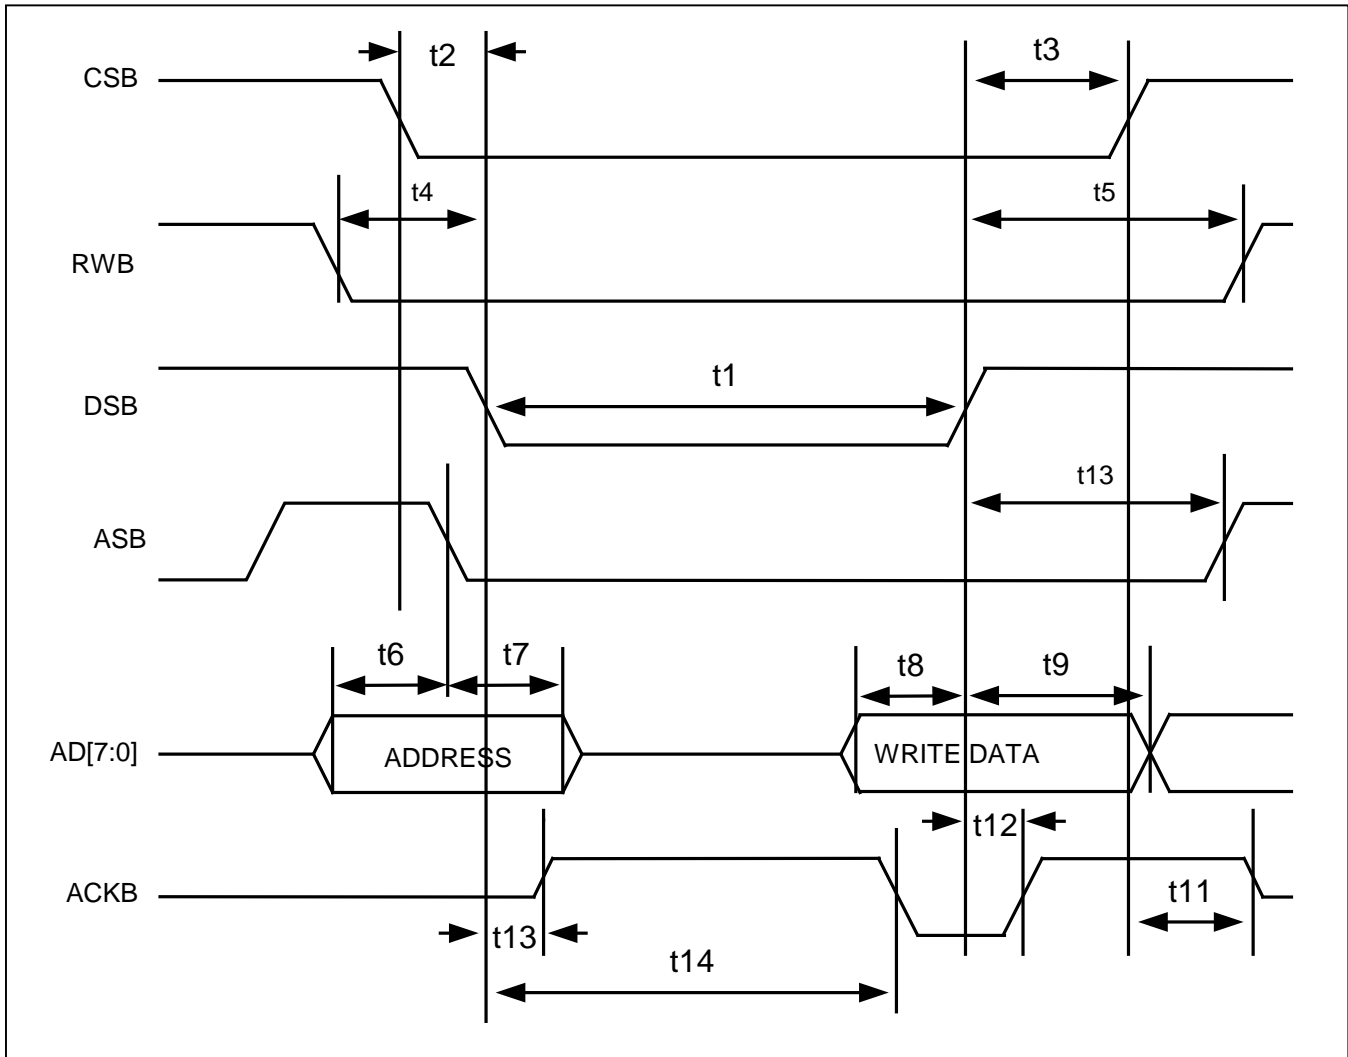 t2
t3
CSB
t4
t5
RWB
t1
DSB
t13
ASB
t6
t7
t8
t9
AD[7:0]
ADDRESS
WRITE DATA
t12
ACKB
t11
t13
t14